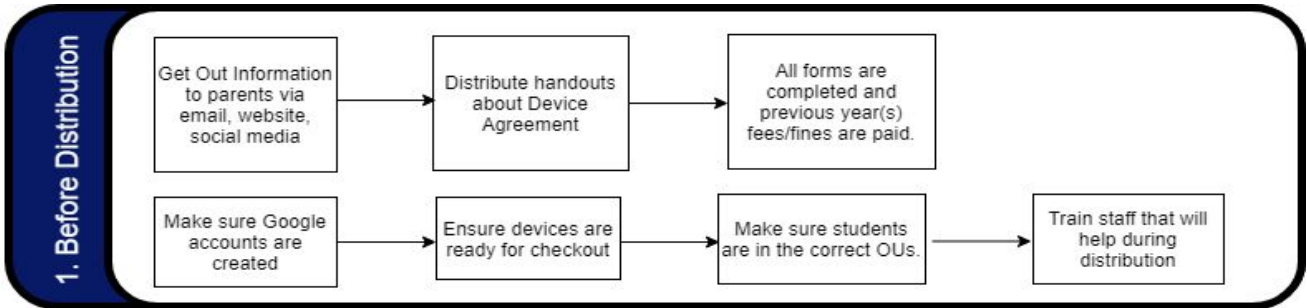 1. Before Distribution
Get Out Information
to parents via
email, website,
social media
Distribute handouts
about Device
Agreement
All forms are
completed and
previous year(s)
fees/fines are paid.
Make sure Google
accounts are
created
Ensure devices are
ready for checkout
Make sure students
are in the correct OUs.
Train staff that will
help during
distribution